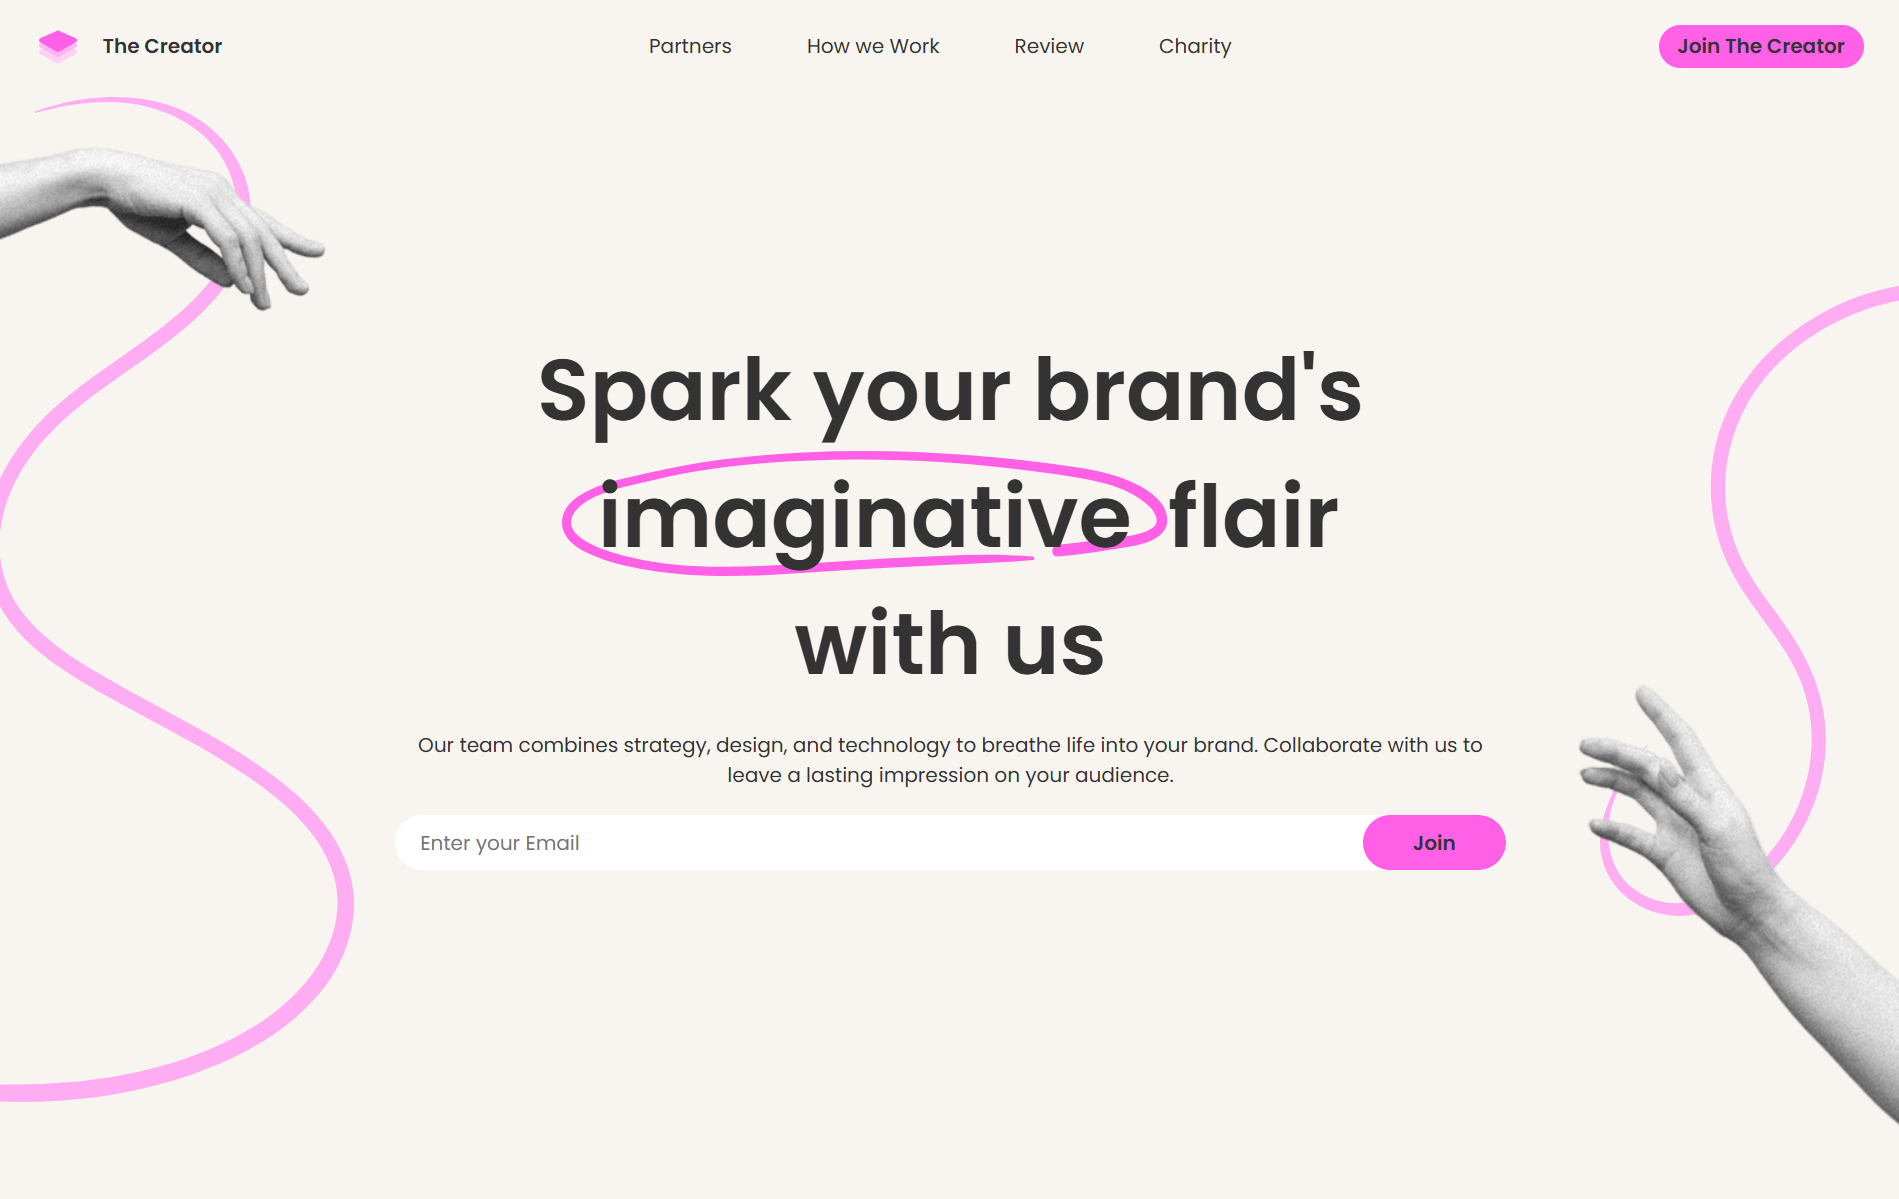 The Creator
Partners
How we Work
Review
Charity
Join The Creator
Spark your brand's
imaginative flair
with us
Our team combines strategy, design, and technology to breathe life into your brand. Collaborate with us to
leave a lasting impression on your audience.
Enter your Email
Join